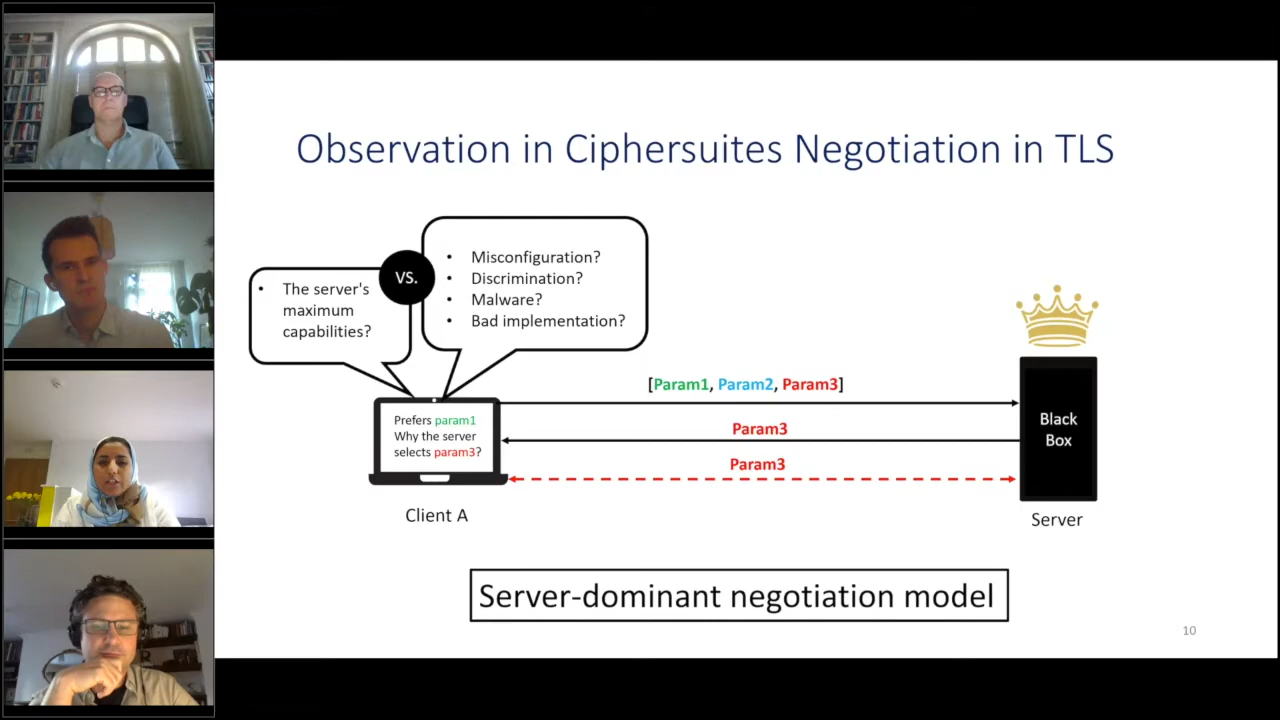 Observation in Ciphersuites Negotiation in TLS
• The server's
maximum
capabilities?
VS.
• Misconfiguration?
• Discrimination?
• Malware?
• Bad implementation?
[Param1, Param2, Param3]
Param3
Param3
Prefers param1
Why the server
selects param3?
Client A
Black
Box
Server
Server-dominant negotiation model
10